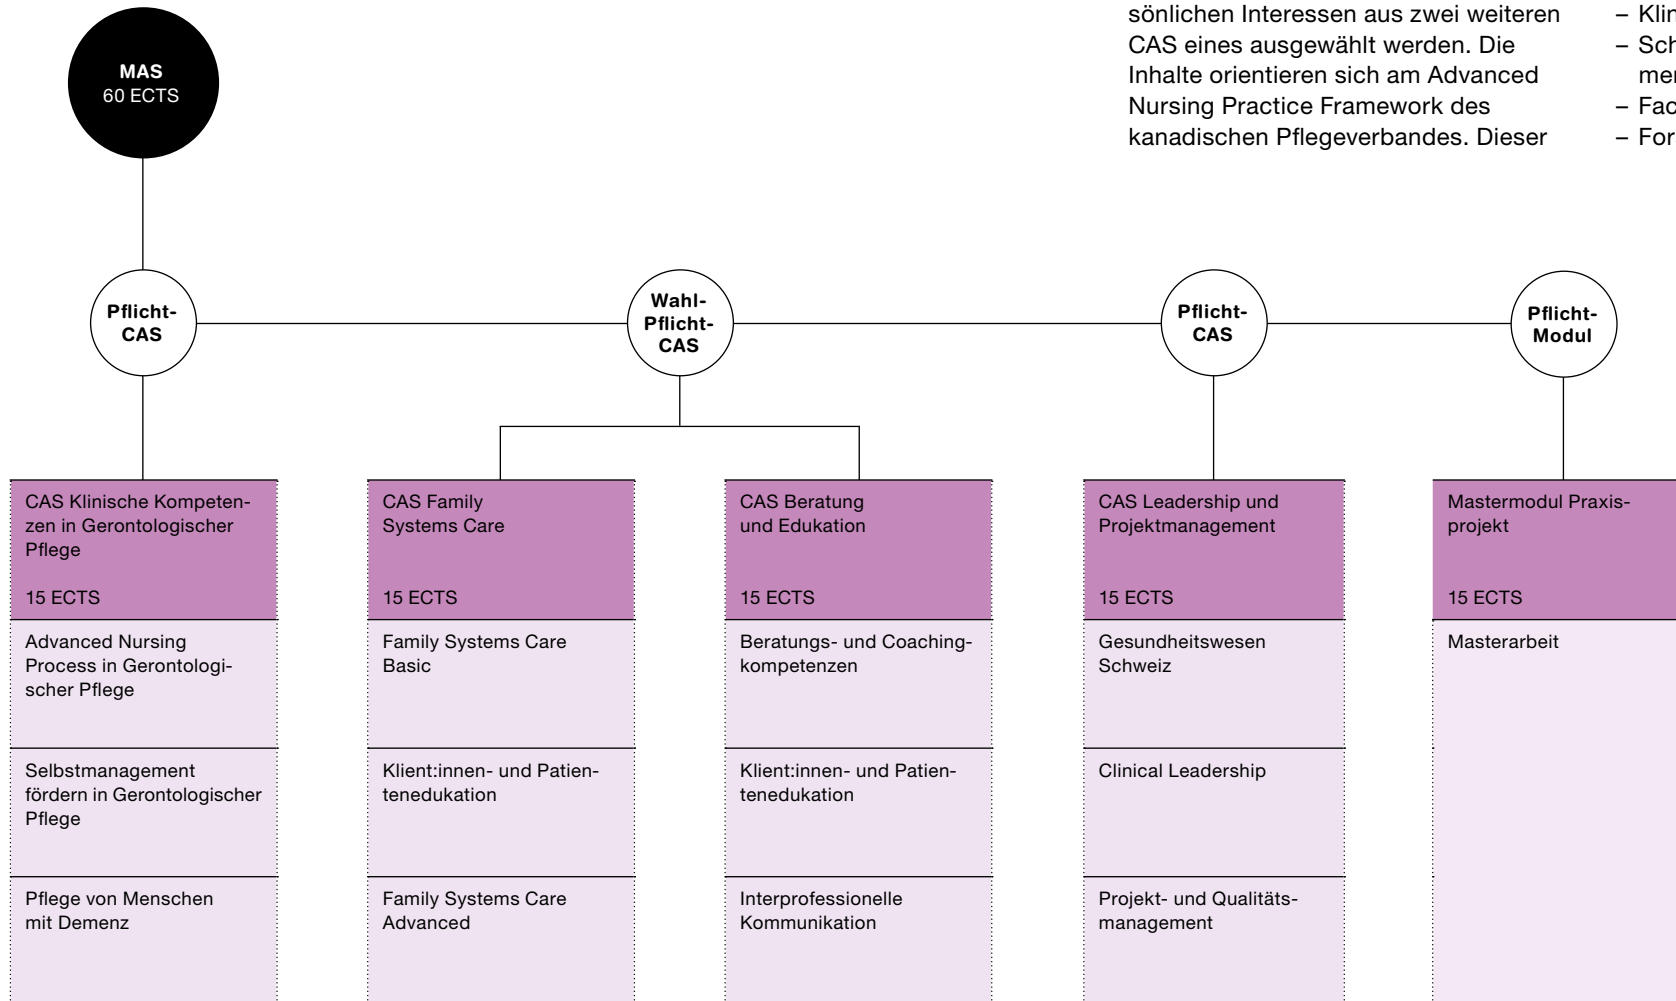 sönlichen Interessen aus zwei weiteren
CAS eines ausgewählt werden. Die
Inhalte orientieren sich am Advanced
Nursing Practice Framework des
kanadischen Pflegeverbandes. Dieser
MAS
60 ECTS
Pflicht-
CAS
Wahl-
Pflicht-
CAS
Pflicht-
CAS
Pflicht-
Modul
CAS Klinische Kompeten-
zen in Gerontologischer
Pflege
15 ECTS
Advanced Nursing
Process in Gerontologi-
scher Pflege
Selbstmanagement
fördern in Gerontologischer
Pflege
Pflege von Menschen
mit Demenz
CAS Family
Systems Care
15 ECTS
Family Systems Care
Basic
Klient:innen- und Patien-
tenedukation
Family Systems Care
Advanced
CAS Beratung
und Edukation
15 ECTS
Beratungs- und Coaching-
kompetenzen
Klient:innen- und Patien-
tenedukation
Interprofessionelle
Kommunikation
CAS Leadership und
Projektmanagement
15 ECTS
Gesundheitswesen
Schweiz
Clinical Leadership
Projekt- und Qualitäts-
management
Mastermodul Praxis-
projekt
15 ECTS
Masterarbeit